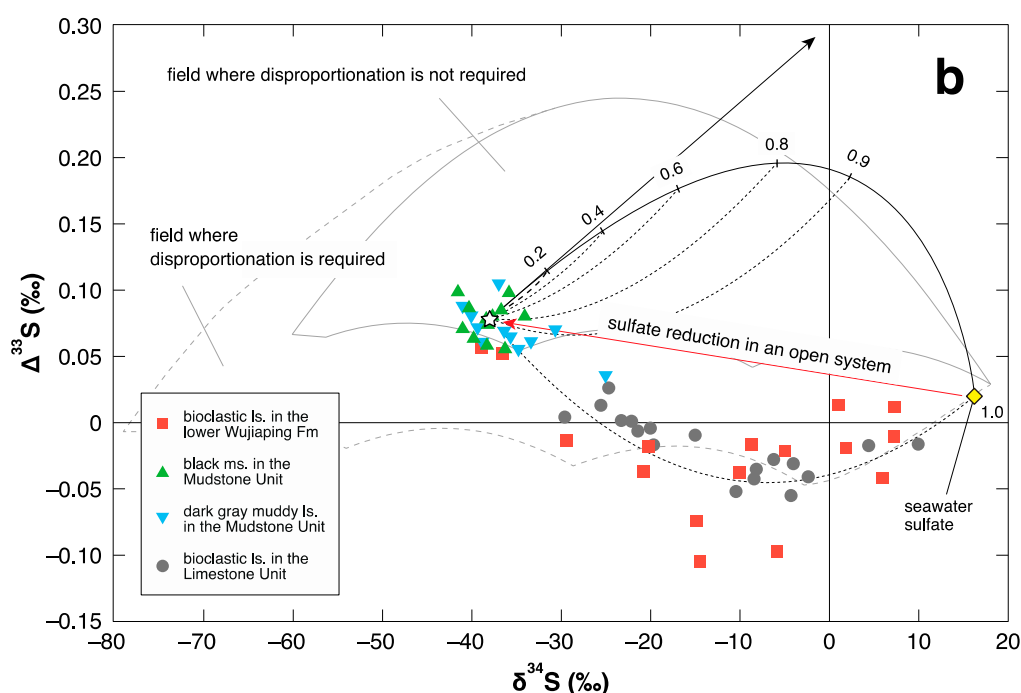 b
field where disproportionation is not required
field where
disproportionation is required
0.2
0.4
0.6
0.8
0.9
1.0
sulfate reduction in an open system
seawater
sulfate
bioclastic ls. in the
lower Wujiaping Fm
black ms. in the
Mudstone Unit
dark gray muddy ls.
in the Mudstone Unit
bioclastic ls. in the
Limestone Unit
Δ³³S (‰)
0.30
0.25
0.20
0.15
0.10
0.05
0
−0.05
−0.10
−0.15
−80
−70
−60
−50
−40
−30
−20
−10
0
10
20
δ³⁴S (‰)